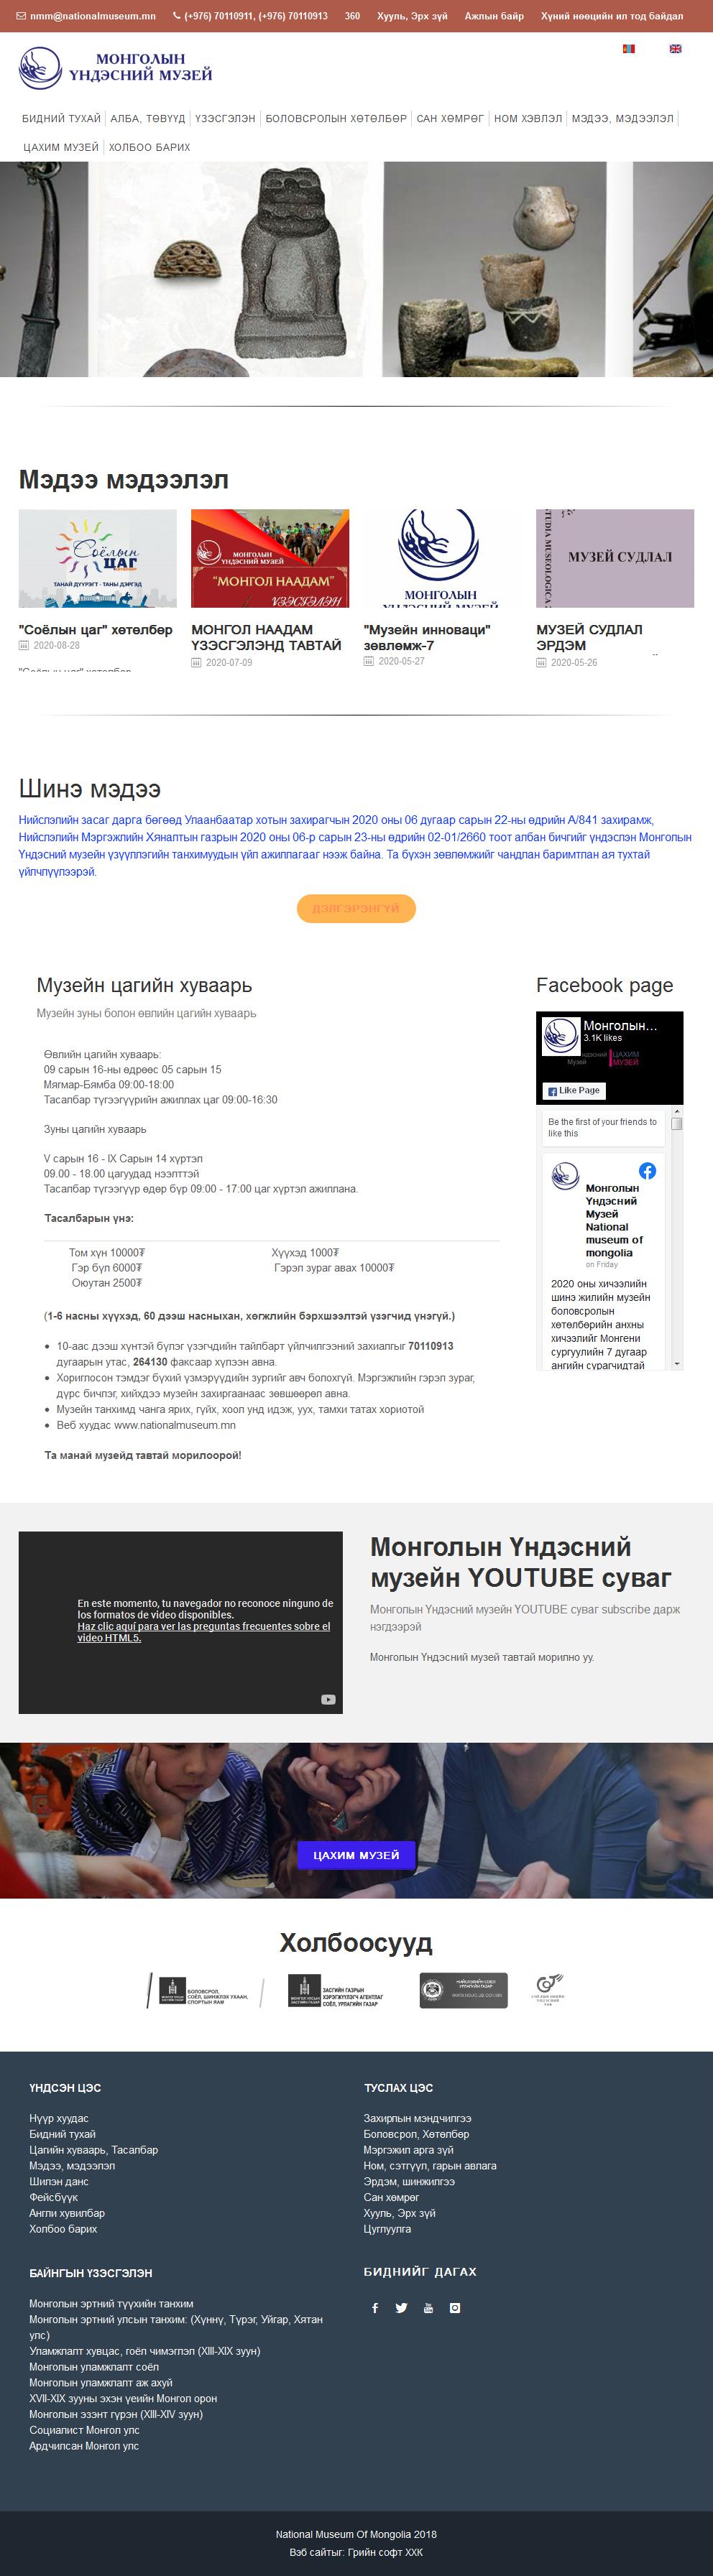 nmm@nationalmuseum.mn (+976) 70110911, (+976) 70110913 360 Хууль, Эрх зүй Ажлын байр Хүний нөөцийн ил тод байдал
МОНГОЛЫН
ҮНДЭСНИЙ МУЗЕЙ
БИДНИЙ ТУХАЙ АЛБА, ТӨВҮҮД ҮЗЭСГЭЛЭН БОЛОВСРОЛЫН ХӨТӨЛБӨР САН ХӨМРӨГ НОМ ХЭВЛЭЛ МЭДЭЭ, МЭДЭЭЛЭЛ
ЦАХИМ МУЗЕЙ ХОЛБОО БАРИХ
Мэдээ мэдээлэл
Соёлын
ЦАГ
ТАНАЙ ДҮҮРЭГТ - ТАНЫ ДЭРГЭД
"Соёлын цаг" хөтөлбөр
2020-08-28
"Соёлын цаг" хөтөлбөр
МОНГОЛЫН
ҮНДЭСНИЙ МУЗЕЙ
"МОНГОЛ НААДАМ"
ҮЗЭСГЭЛЭН
МОНГОЛ НААДАМ
ҮЗЭСГЭЛЭНД ТАВТАЙ
2020-07-09
МОНГОЛЫН
ҮНДЭСНИЙ МУЗЕЙ
"Музейн инноваци"
зөвлөмж-7
2020-05-27
STUDIA MUSEOLOGICA
МУЗЕЙ СУДЛАЛ
МУЗЕЙ СУДЛАЛ
ЭРДЭМ
2020-05-26
Шинэ мэдээ
Нийслэлийн засаг дарга бөгөөд Улаанбаатар хотын захирагчын 2020 оны 06 дугаар сарын 22-ны өдрийн А/841 захирамж,
Нийслэлийн Мэргэжлийн Хяналтын газрын 2020 оны 06-р сарын 23-ны өдрийн 02-01/2660 тоот албан бичгийг үндэслэн Монголын
Үндэсний музейн үзүүллэгийн танхимуудын үйл ажиллагааг нээж байна. Та бүхэн зөвлөмжийг чандлан баримтлан ая тухтай
үйлчлүүлээрэй.
ДЭЛГЭРЭНГҮЙ
Музейн цагийн хуваарь
Музейн зуны болон өвлийн цагийн хуваарь
Өвлийн цагийн хуваарь:
09 сарын 16-ны өдрөөс 05 сарын 15
Мягмар-Бямба 09:00-18:00
Тасалбар түгээгүүрийн ажиллах цаг 09:00-16:30
Зуны цагийн хуваарь
V сарын 16 - IX Сарын 14 хүртэл
09.00 - 18.00 цагуудад нээлттэй
Тасалбар түгээгүүр өдөр бүр 09:00 - 17:00 цаг хүртэл ажиллана.
Тасалбарын үнэ:
Том хүн 10000₮ Хүүхэд 1000₮
Гэр бүл 6000₮ Гэрэл зураг авах 10000₮
Оюутан 2500₮
(1-6 насны хүүхэд, 60 дээш насныхан, хөгжлийн бэрхшээлтэй үзэгчид үнэгүй.)
• 10-аас дээш хүнтэй бүлэг үзэгчдийн тайлбарт үйлчилгээний захиалгыг 70110913
дугаарын утас, 264130 факсаар хүлээн авна.
• Хориглосон тэмдэг бүхий үзмэрүүдийн зургийг авч болохгүй. Мэргэжлийн гэрэл зураг,
дүрс бичлэг, хийхдээ музейн захиргаанаас зөвшөөрөл авна.
• Музейн танхимд чанга ярих, гүйх, хоол унд идэж, уух, тамхи татах хориотой
• Веб хуудас www.nationalmuseum.mn
Та манай музейд тавтай морилоорой!
Facebook page
Монголын...
3.1K likes
ЦАХИМ
МУЗЕЙ
Like Page
Be the first of your friends to
like this
Монголын
Үндэсний
Музей
National
museum of
mongolia
on Friday
2020 оны хичээлийн
шинэ жилийн музейн
боловсролын
хөтөлбөрийн анхны
хичээлийг Монгени
сургуулийн 7 дугаар
ангийн сурагчидтай
En este momento, tu navegador no reconoce ninguno de
los formatos de video disponibles.
Haz clic aquí para ver las preguntas frecuentes sobre el
video HTML5.
Монголын Үндэсний
музейн YOUTUBE суваг
Монголын Үндэсний музейн YOUTUBE суваг subscribe дарж
нэгдээрэй
Монголын Үндэсний музей тавтай морилно уу.
ЦАХИМ МУЗЕЙ
Холбоосууд
БОЛОВСРОЛ,
СОЁЛ, ШИНЖЛЭХ УХААН,
СПОРТЫН ЯАМ
ЗАСГИЙН ГАЗРЫН
ХЭРЭГЖҮҮЛЭГЧ АГЕНТЛАГ
СОЁЛ, УРЛАГИЙН ГАЗАР
ҮНДСЭН ЦЭС
Нүүр хуудас
Бидний тухай
Цагийн хуваарь, Тасалбар
Мэдээ, мэдээлэл
Шилэн данс
Фейсбүүк
Англи хувилбар
Холбоо барих
ТУСЛАХ ЦЭС
Захирлын мэндчилгээ
Боловсрол, Хөтөлбөр
Мэргэжил арга зүй
Ном, сэтгүүл, гарын авлага
Эрдэм, шинжилгээ
Сан хөмрөг
Хууль, Эрх зүй
Цуглуулга
БАЙНГЫН ҮЗЭСГЭЛЭН
Монголын эртний түүхийн танхим
Монголын эртний улсын танхим: (Хүннү, Түрэг, Уйгар, Хятан
улс)
Уламжлалт хувцас, гоёл чимэглэл (XIII-XIX зуун)
Монголын уламжлалт соёл
Монголын уламжлалт аж ахуй
XVII-XIX зууны эхэн үеийн Монгол орон
Монголын эзэнт гүрэн (XIII-XIV зуун)
Социалист Монгол улс
Ардчилсан Монгол улс
БИДНИЙГ ДАГАХ
National Museum Of Mongolia 2018
Вэб сайтыг: Грийн софт ХХК